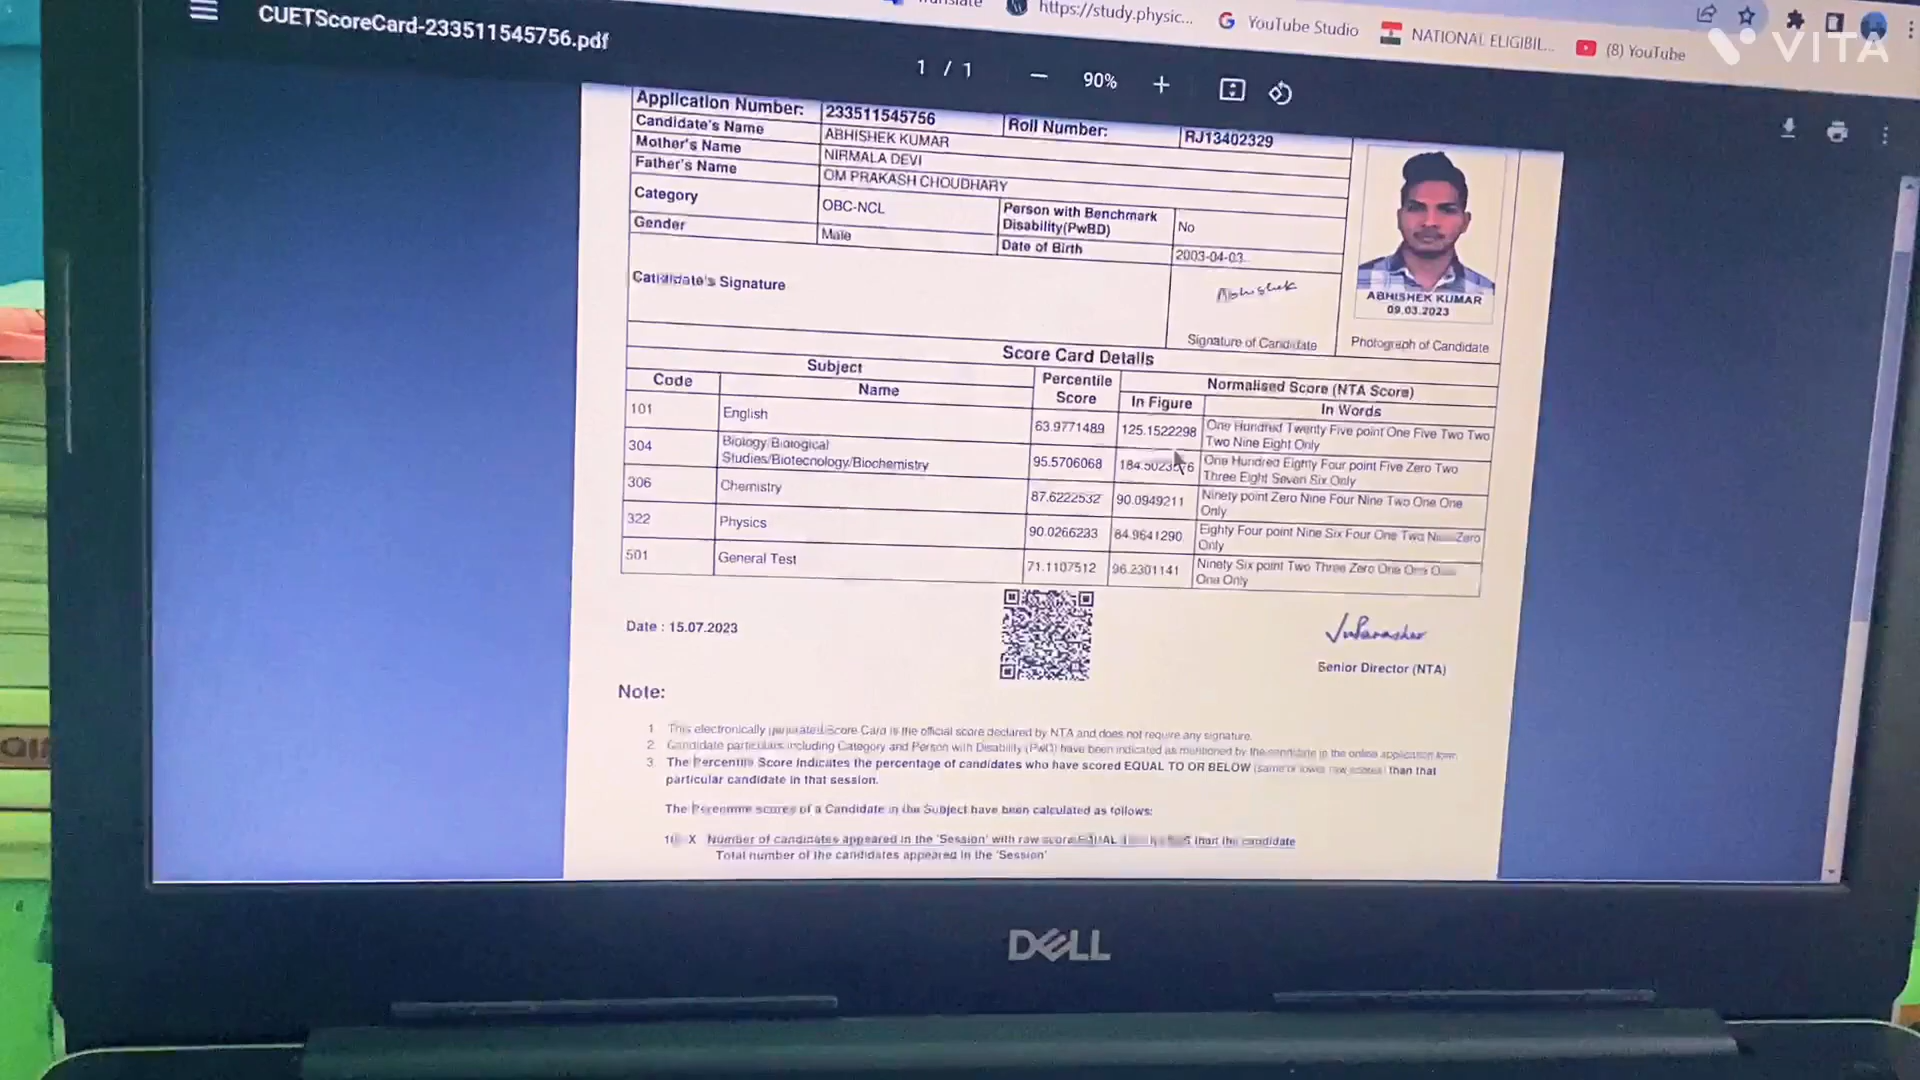 CUETScoreCard-233511545756.pdf
https://study.physic...
YouTube Studio
NATIONAL ELIGIBIL...
(8) YouTube
VITA
1 / 1
90%
Application Number: 233511545756 Roll Number: RJ13402329
Candidate's Name ABHISHEK KUMAR
Mother's Name NIRMALA DEVI
Father's Name OM PRAKASH CHOUDHARY
Category OBC-NCL Person with Benchmark Disability(PwBD) No
Gender Male Date of Birth 2003-04-03
Candidate's Signature
Abhishek
Signature of Candidate
ABHISHEK KUMAR
09.03.2023
Photograph of Candidate
Score Card Details
Subject Percentile Score Normalised Score (NTA Score)
Code Name In Figure In Words
101 English 63.9771489 125.1522298 One Hundred Twenty Five point One Five Two Two Two Nine Eight Only
304 Biology/Biological Studies/Biotecnology/Biochemistry 95.5706068 One Hundred Eighty Four point Five Zero Two Three Eight Seven Six Only
306 Chemistry 87.6222532 90.0949211 Ninety point Zero Nine Four Nine Two One One Only
322 Physics 90.0266233 84.9641290 Eighty Four point Nine Six Four One Two Zero Only
501 General Test 71.1107512 96.2301141 Ninety Six point Two Three Zero One One One Only
Date : 15.07.2023
Senior Director (NTA)
Note:
1. This electronically generated Score Card is the official score declared by NTA and does not require any signature.
2. Candidate particulars including Category and Person with Disability (PwD) have been indicated as mentioned by the candidate in the online application form
3. The Percentile Score indicates the percentage of candidates who have scored EQUAL TO OR BELOW (same or lower raw scores) than that
particular candidate in that session.
The scores of a Candidate in the Subject have been calculated as follows:
X Number of candidates appeared in the 'Session' with raw score EQUAL than the candidate
Total number of the candidates appeared in the 'Session'
DELL